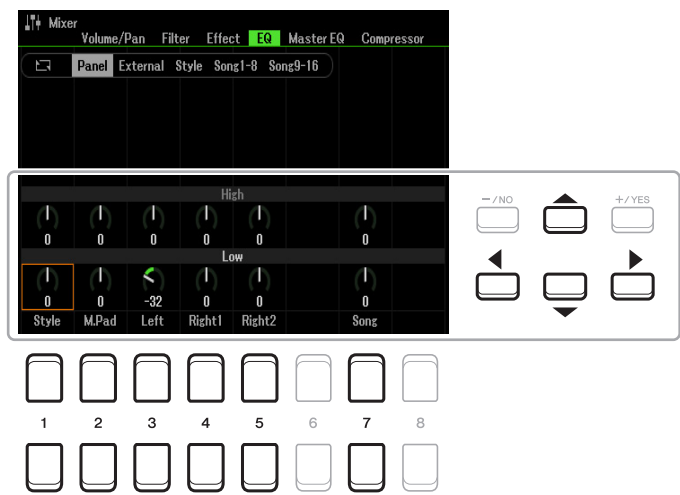 Mixer
Volume/Pan Filter Effect EQ Master EQ Compressor
Panel External Style Song1-8 Song9-16
High
0 0 0 0 0 0
Low
0 0 -32 0 0 0
Style M.Pad Left Right1 Right2 Song
−/NO +/YES
1 2 3 4 5 6 7 8